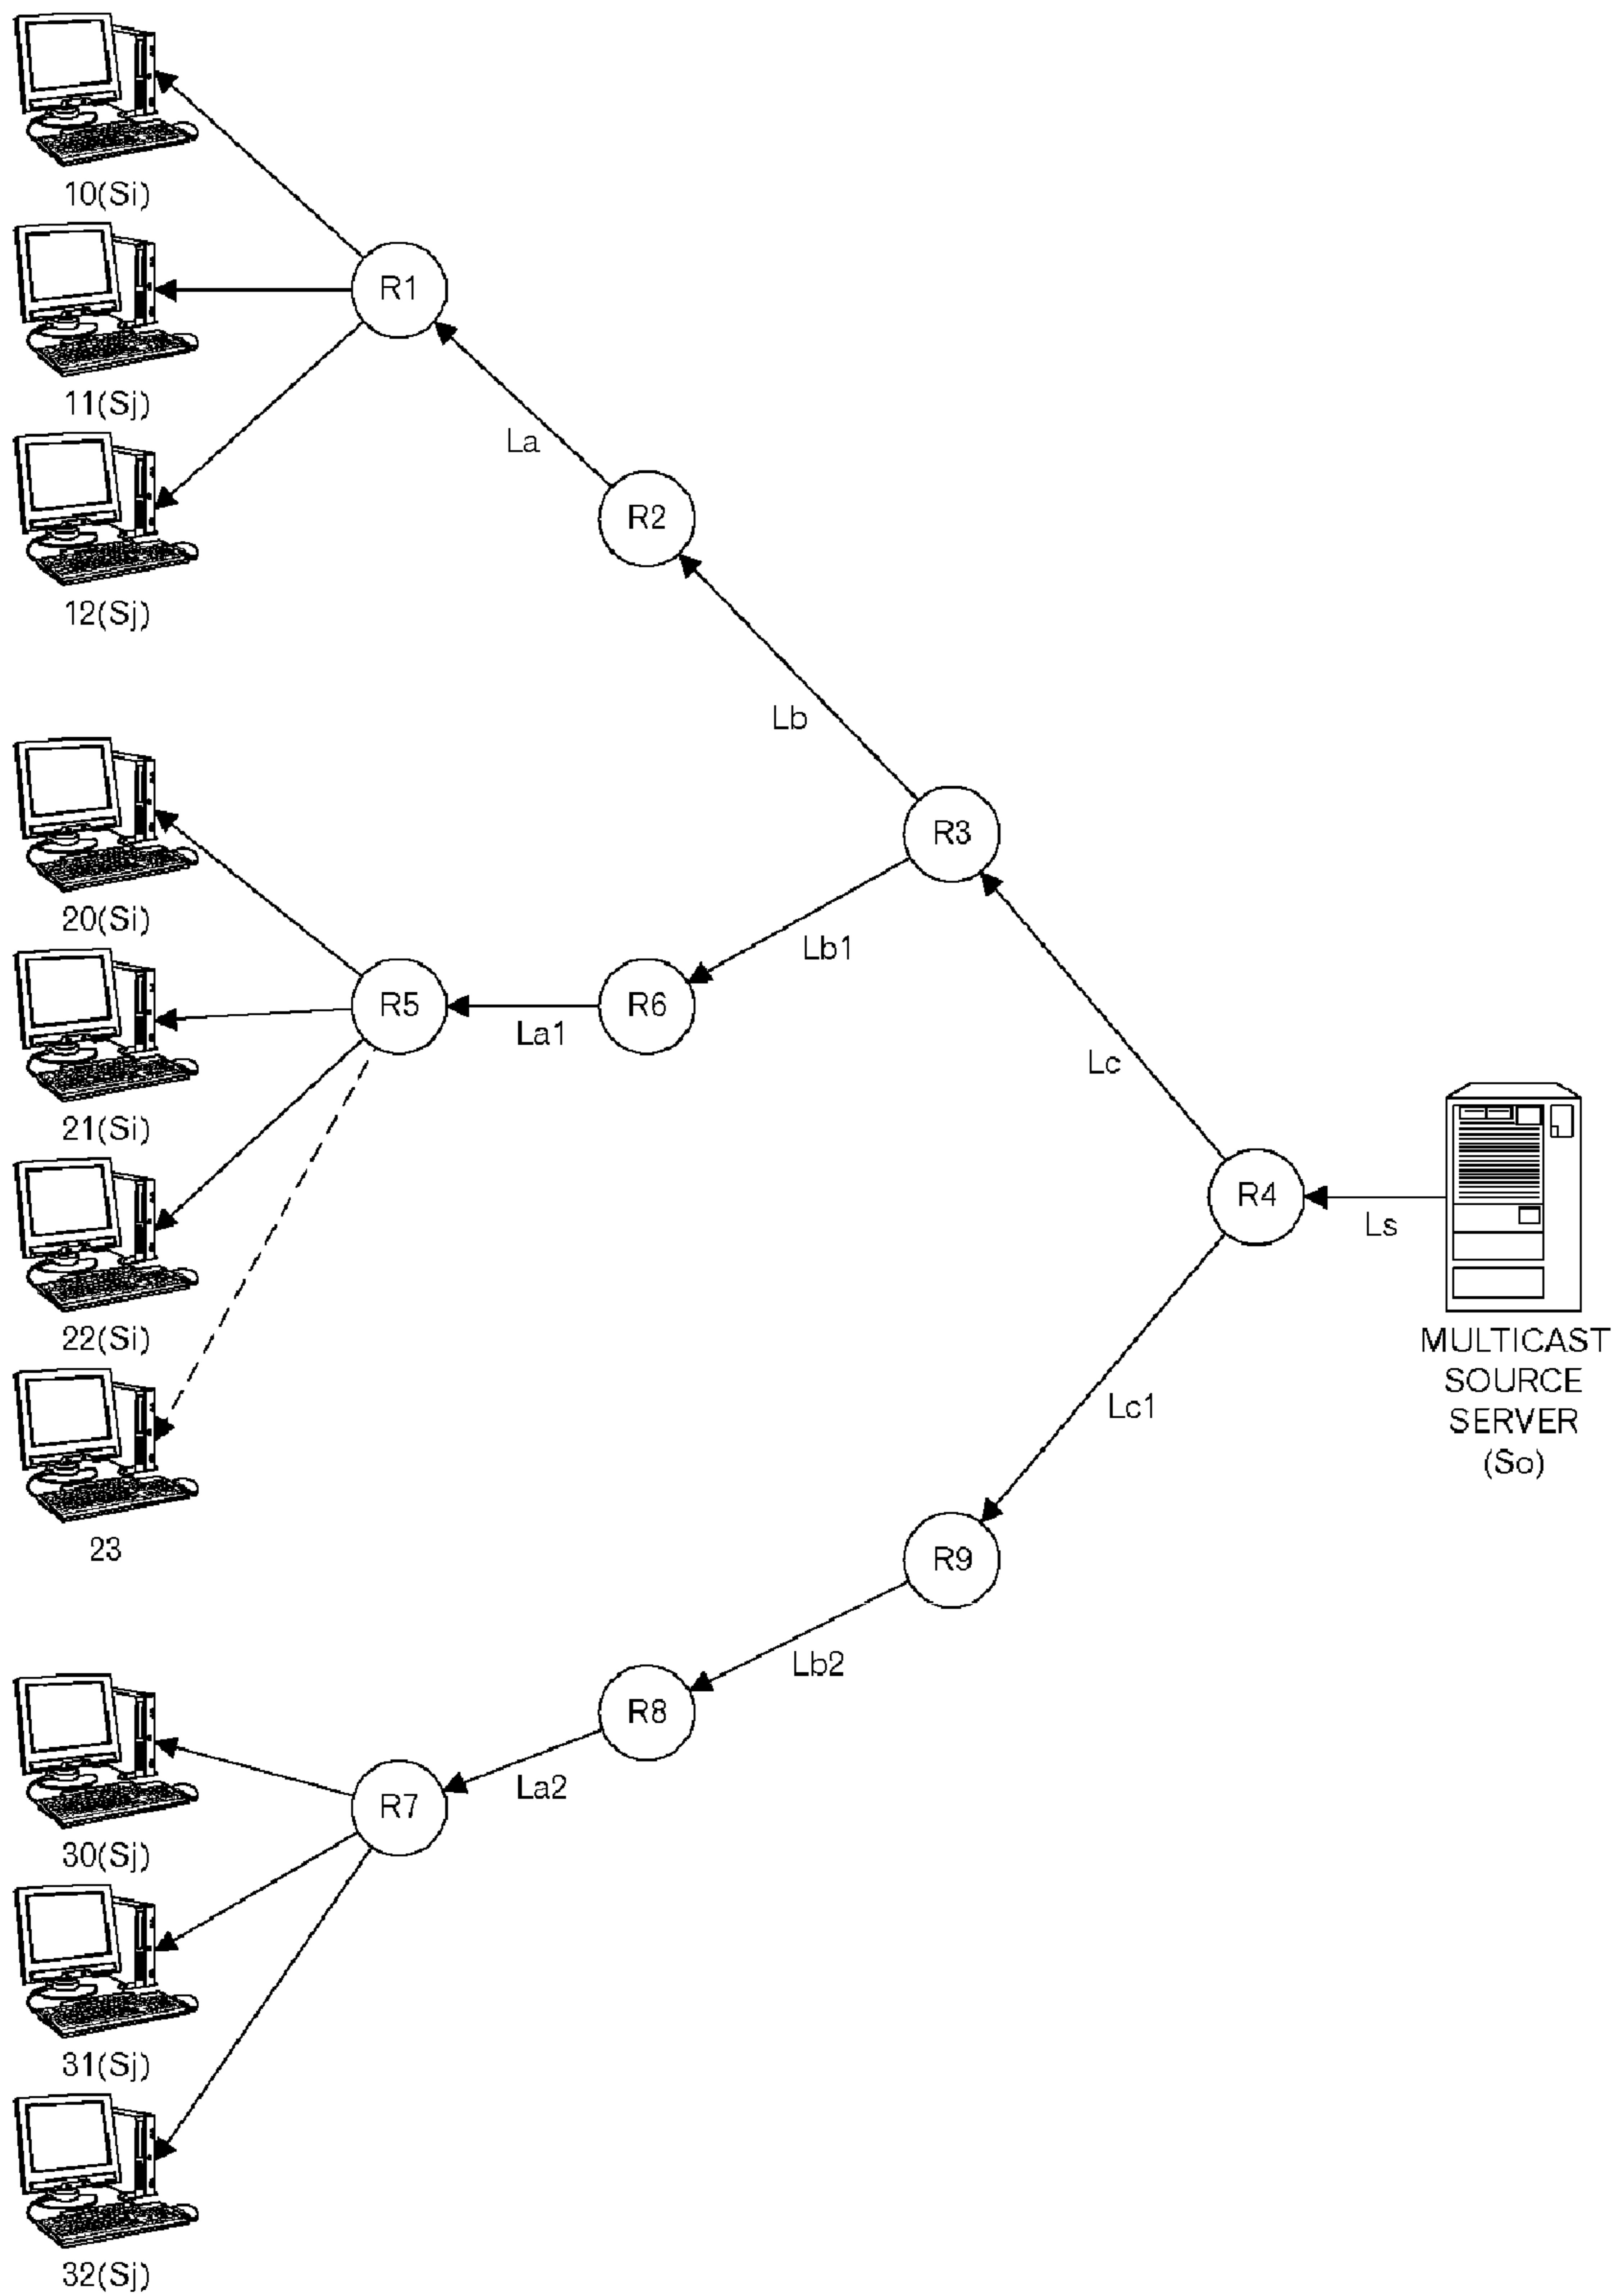 10(Si)
R1
11(Sj)
La
R2
12(Sj)
Lb
R3
20(Si)
Lb1
R5
R6
La1
Lc
21(Si)
R4
Ls
22(Si)
MULTICAST
SOURCE
SERVER
(So)
Lc1
23
R9
Lb2
R8
La2
R7
30(Sj)
31(Sj)
32(Sj)